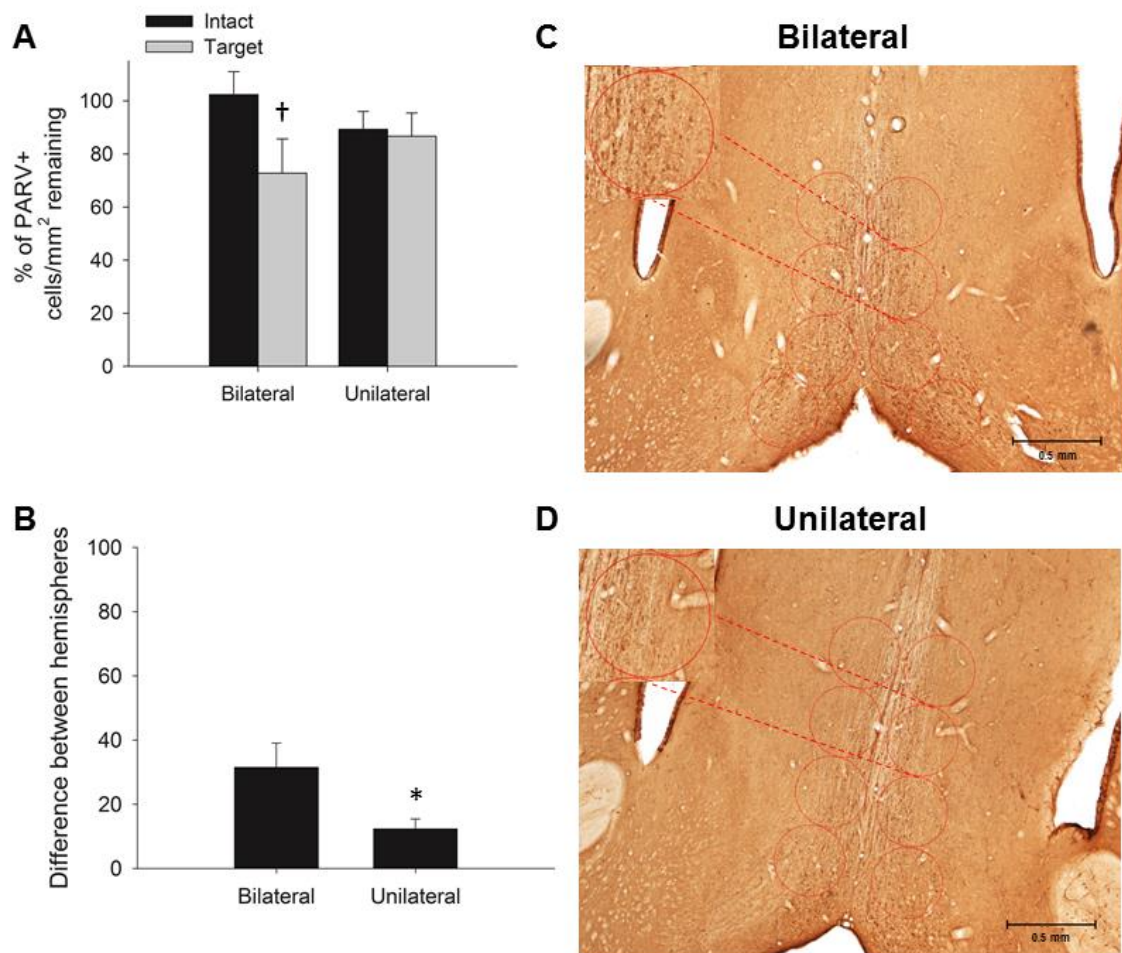 A
Intact
Target
% of PARV+
cells/mm² remaining
100
80
60
40
20
0
†
Bilateral
Unilateral
B
Difference between hemispheres
100
80
60
40
20
0
*
Bilateral
Unilateral
C
Bilateral
0.5 mm
D
Unilateral
0.5 mm